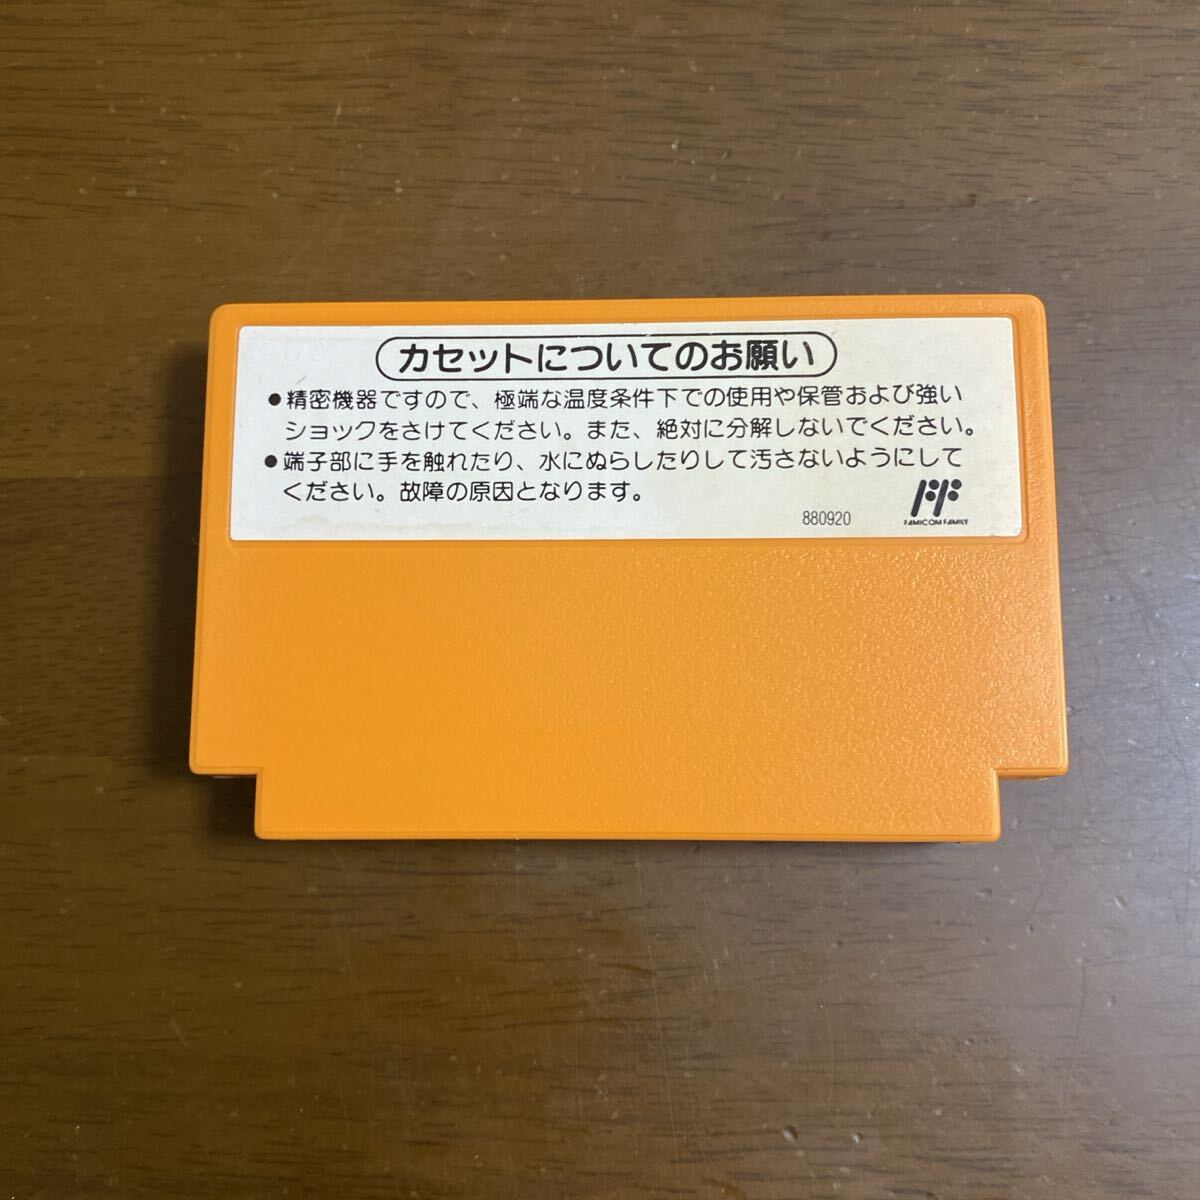 カセットについてのお願い
●精密機器ですので、極端な温度条件下での使用や保管および強い
ショックをさけてください。また、絶対に分解しないでください。
●端子部に手を触れたり、水にぬらしたりして汚さないようにして
ください。故障の原因となります。
880920
FAMICOM FAMILY